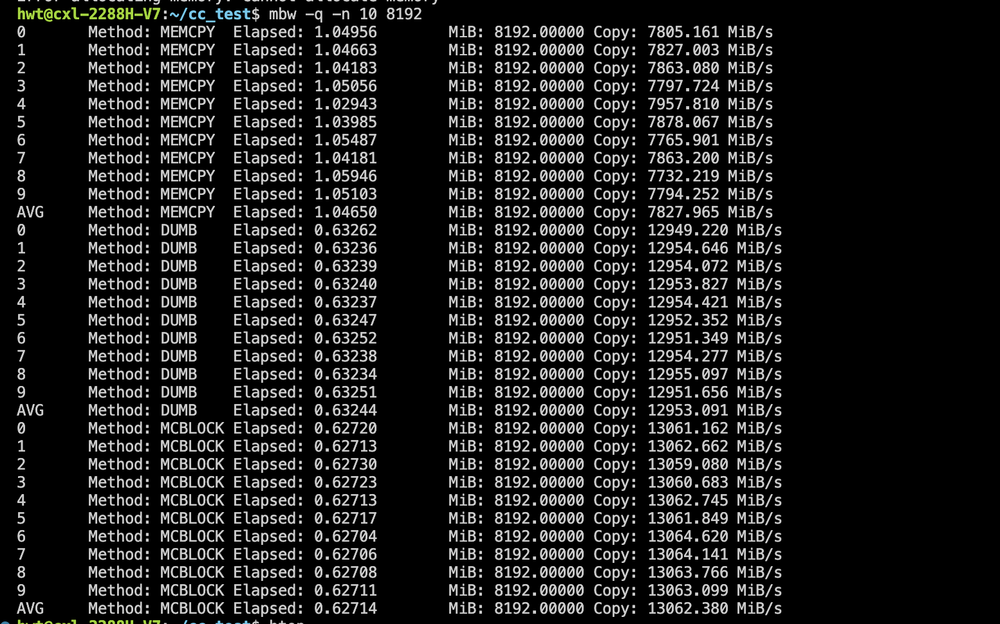 Error allocating memory: Cannot allocate memory
hwt@cxl-2288H-V7:~/cc_test$ mbw -q -n 10 8192
0 Method: MEMCPY Elapsed: 1.04956 MiB: 8192.00000 Copy: 7805.161 MiB/s
1 Method: MEMCPY Elapsed: 1.04663 MiB: 8192.00000 Copy: 7827.003 MiB/s
2 Method: MEMCPY Elapsed: 1.04183 MiB: 8192.00000 Copy: 7863.080 MiB/s
3 Method: MEMCPY Elapsed: 1.05056 MiB: 8192.00000 Copy: 7797.724 MiB/s
4 Method: MEMCPY Elapsed: 1.02943 MiB: 8192.00000 Copy: 7957.810 MiB/s
5 Method: MEMCPY Elapsed: 1.03985 MiB: 8192.00000 Copy: 7878.067 MiB/s
6 Method: MEMCPY Elapsed: 1.05487 MiB: 8192.00000 Copy: 7765.901 MiB/s
7 Method: MEMCPY Elapsed: 1.04181 MiB: 8192.00000 Copy: 7863.200 MiB/s
8 Method: MEMCPY Elapsed: 1.05946 MiB: 8192.00000 Copy: 7732.219 MiB/s
9 Method: MEMCPY Elapsed: 1.05103 MiB: 8192.00000 Copy: 7794.252 MiB/s
AVG Method: MEMCPY Elapsed: 1.04650 MiB: 8192.00000 Copy: 7827.965 MiB/s
0 Method: DUMB Elapsed: 0.63262 MiB: 8192.00000 Copy: 12949.220 MiB/s
1 Method: DUMB Elapsed: 0.63236 MiB: 8192.00000 Copy: 12954.646 MiB/s
2 Method: DUMB Elapsed: 0.63239 MiB: 8192.00000 Copy: 12954.072 MiB/s
3 Method: DUMB Elapsed: 0.63240 MiB: 8192.00000 Copy: 12953.827 MiB/s
4 Method: DUMB Elapsed: 0.63237 MiB: 8192.00000 Copy: 12954.421 MiB/s
5 Method: DUMB Elapsed: 0.63247 MiB: 8192.00000 Copy: 12952.352 MiB/s
6 Method: DUMB Elapsed: 0.63252 MiB: 8192.00000 Copy: 12951.349 MiB/s
7 Method: DUMB Elapsed: 0.63238 MiB: 8192.00000 Copy: 12954.277 MiB/s
8 Method: DUMB Elapsed: 0.63234 MiB: 8192.00000 Copy: 12955.097 MiB/s
9 Method: DUMB Elapsed: 0.63251 MiB: 8192.00000 Copy: 12951.656 MiB/s
AVG Method: DUMB Elapsed: 0.63244 MiB: 8192.00000 Copy: 12953.091 MiB/s
0 Method: MCBLOCK Elapsed: 0.62720 MiB: 8192.00000 Copy: 13061.162 MiB/s
1 Method: MCBLOCK Elapsed: 0.62713 MiB: 8192.00000 Copy: 13062.662 MiB/s
2 Method: MCBLOCK Elapsed: 0.62730 MiB: 8192.00000 Copy: 13059.080 MiB/s
3 Method: MCBLOCK Elapsed: 0.62723 MiB: 8192.00000 Copy: 13060.683 MiB/s
4 Method: MCBLOCK Elapsed: 0.62713 MiB: 8192.00000 Copy: 13062.745 MiB/s
5 Method: MCBLOCK Elapsed: 0.62717 MiB: 8192.00000 Copy: 13061.849 MiB/s
6 Method: MCBLOCK Elapsed: 0.62704 MiB: 8192.00000 Copy: 13064.620 MiB/s
7 Method: MCBLOCK Elapsed: 0.62706 MiB: 8192.00000 Copy: 13064.141 MiB/s
8 Method: MCBLOCK Elapsed: 0.62708 MiB: 8192.00000 Copy: 13063.766 MiB/s
9 Method: MCBLOCK Elapsed: 0.62711 MiB: 8192.00000 Copy: 13063.099 MiB/s
AVG Method: MCBLOCK Elapsed: 0.62714 MiB: 8192.00000 Copy: 13062.380 MiB/s
hwt@cxl-2288H-V7:~/cc_test$